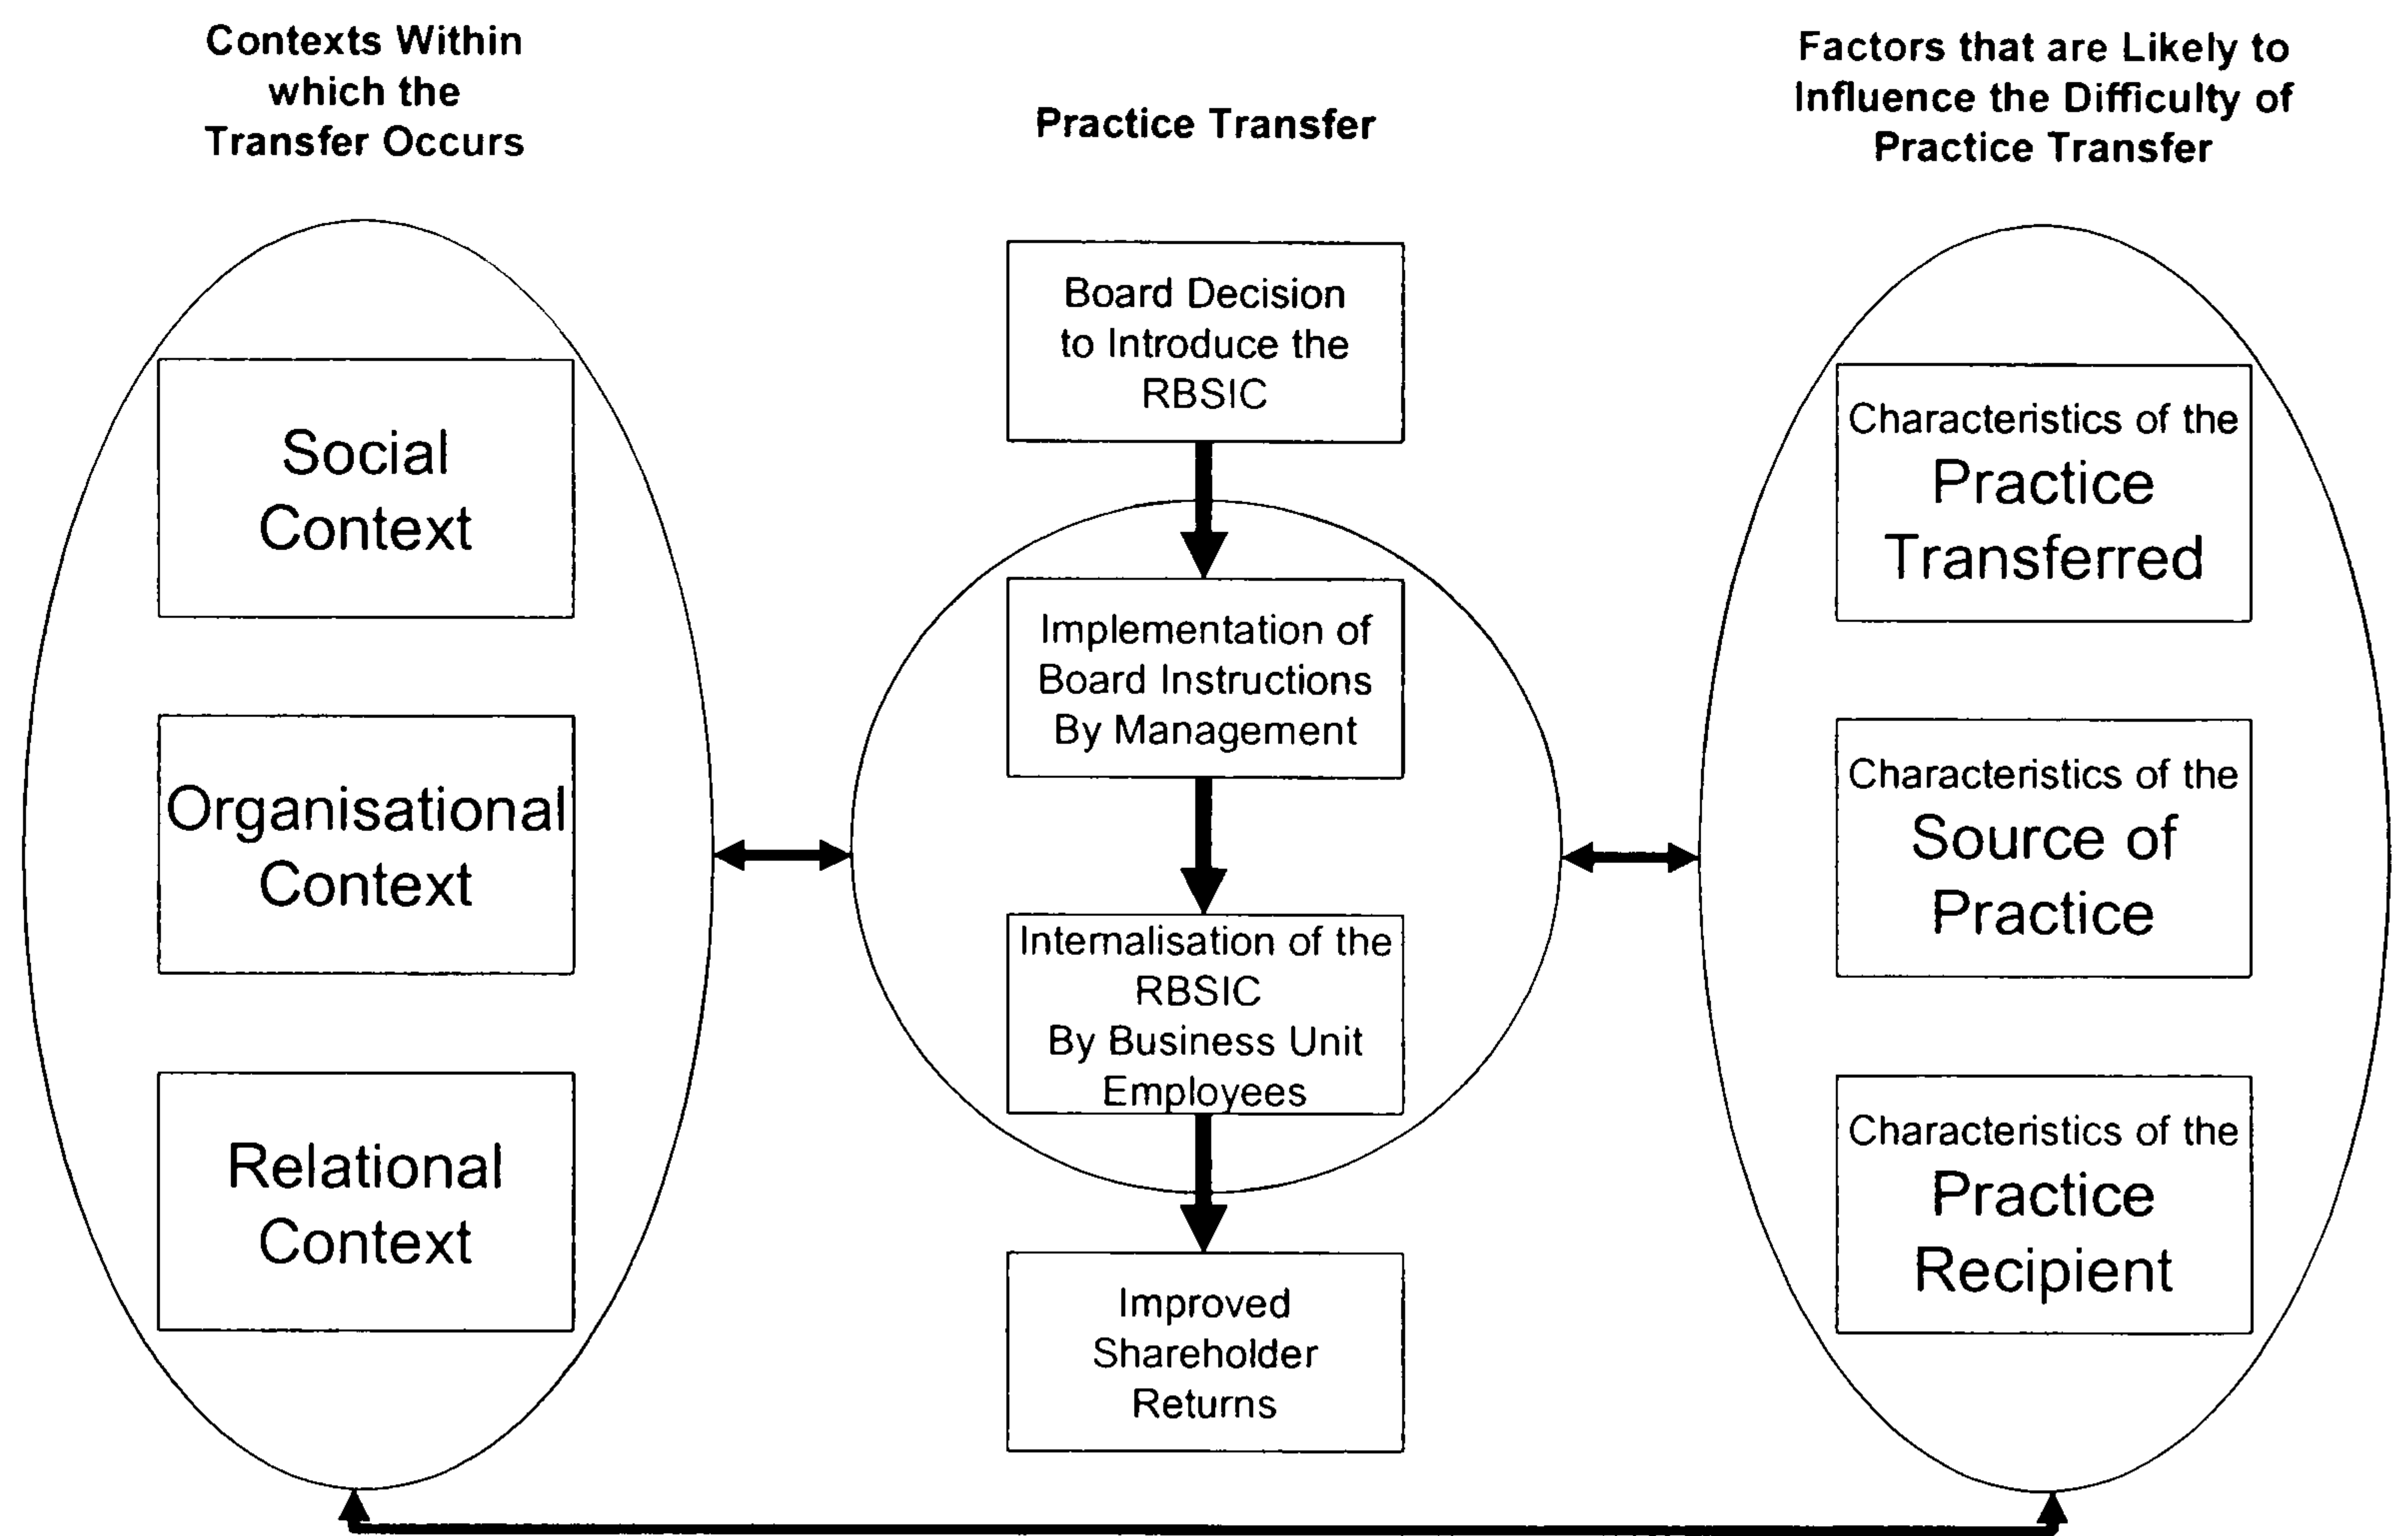 Contexts Within
which the
Transfer Occurs
Social
Context
Organisational
Context
Relational
Context
Practice Transfer
Board Decision
to Introduce the
RBSIC
Implementation of
Board Instructions
By Management
Internalisation of the
RBSIC
By Business Unit
Employees
Improved
Shareholder
Returns
Factors that are Likely to
Influence the Difficulty of
Practice Transfer
Characteristics of the
Practice
Transferred
Characteristics of the
Source of
Practice
Characteristics of the
Practice
Recipient